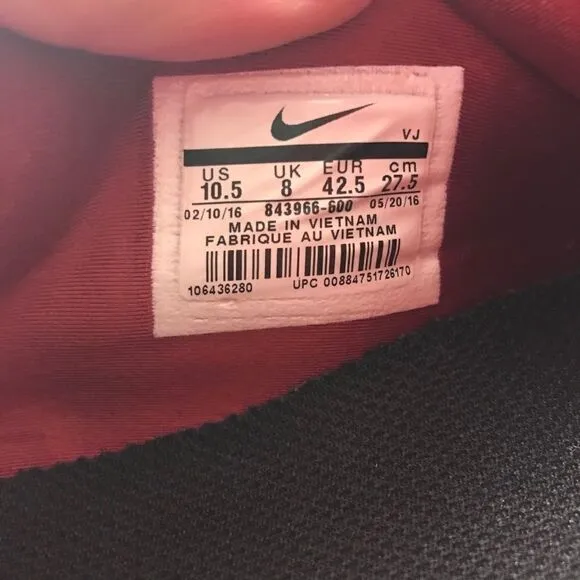 VJ
US UK EUR cm
10.5 8 42.5 27.5
02/10/16 843966-600 05/20/16
MADE IN VIETNAM
FABRIQUE AU VIETNAM
106436280 UPC 00884751726170